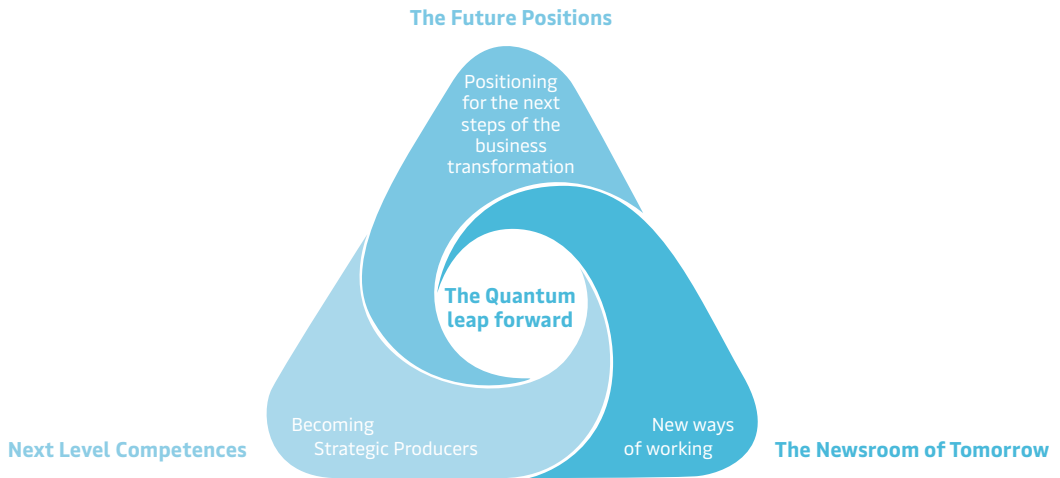 The Future Positions
Positioning
for the next
steps of the
business
transformation
The Quantum
leap forward
Becoming
Strategic Producers
New ways
of working
Next Level Competences
The Newsroom of Tomorrow